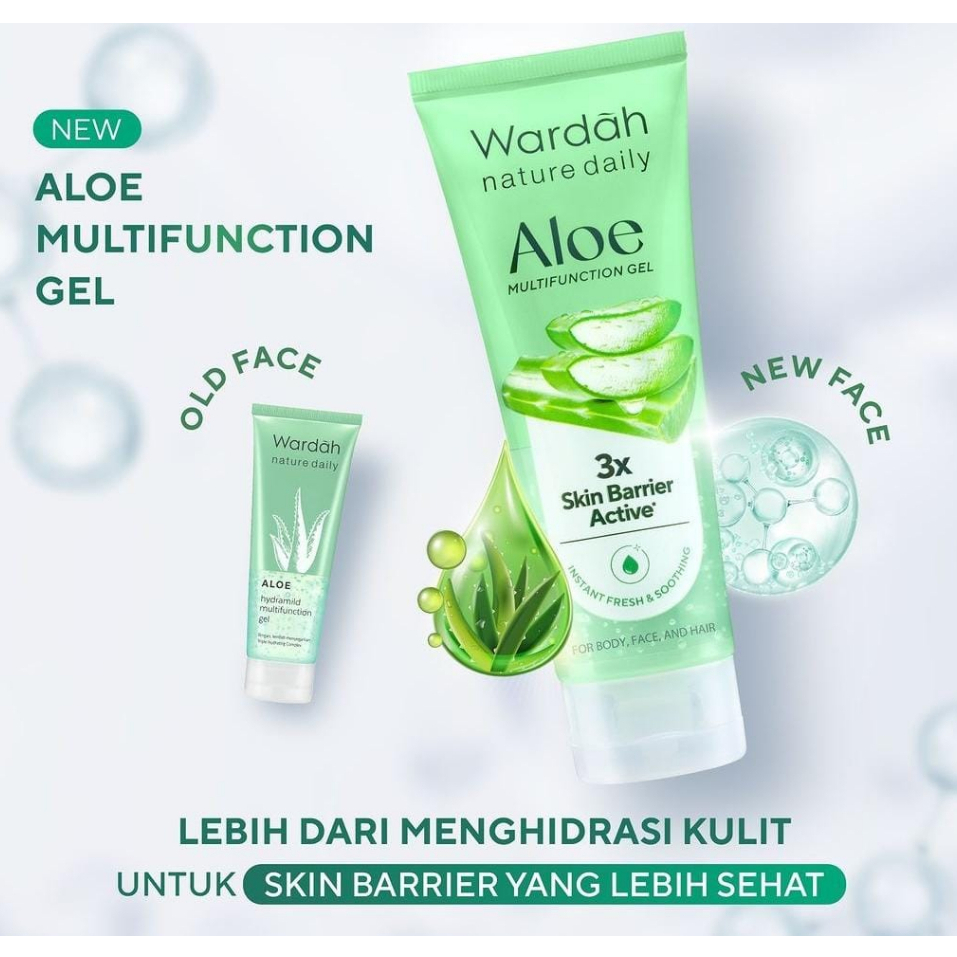 NEW
ALOE
MULTIFUNCTION
GEL
OLD FACE
Wardāh
nature daily
ALOE
hydramild
multifunction
gel
Wardāh
nature daily
Aloe
MULTIFUNCTION GEL
3x
Skin Barrier
Active*
INSTANT FRESH & SOOTHING
FOR BODY, FACE, AND HAIR
NEW FACE
LEBIH DARI MENGHIDRASI KULIT
UNTUK SKIN BARRIER YANG LEBIH SEHAT